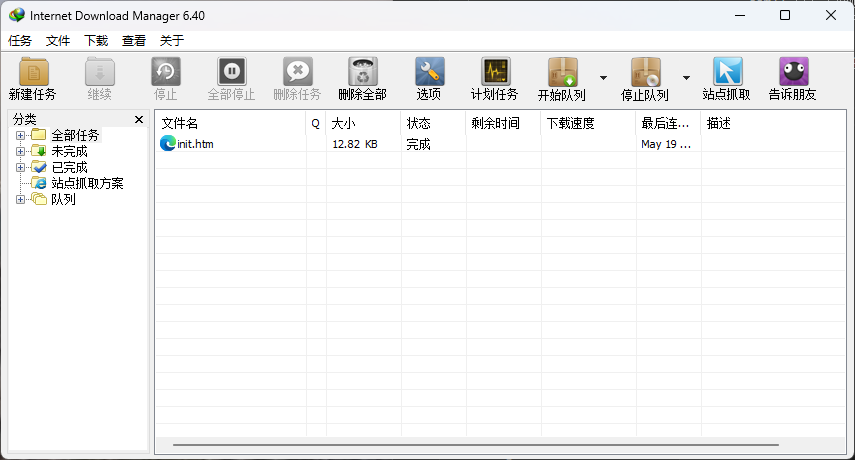 Internet Download Manager 6.40
任务 文件 下载 查看 关于
新建任务 继续 停止 全部停止 删除任务 删除全部 选项 计划任务 开始队列 停止队列 站点抓取 告诉朋友
分类
全部任务
未完成
已完成
站点抓取方案
队列
文件名 Q 大小 状态 剩余时间 下载速度 最后连... 描述
init.htm 12.82 KB 完成 May 19 ...